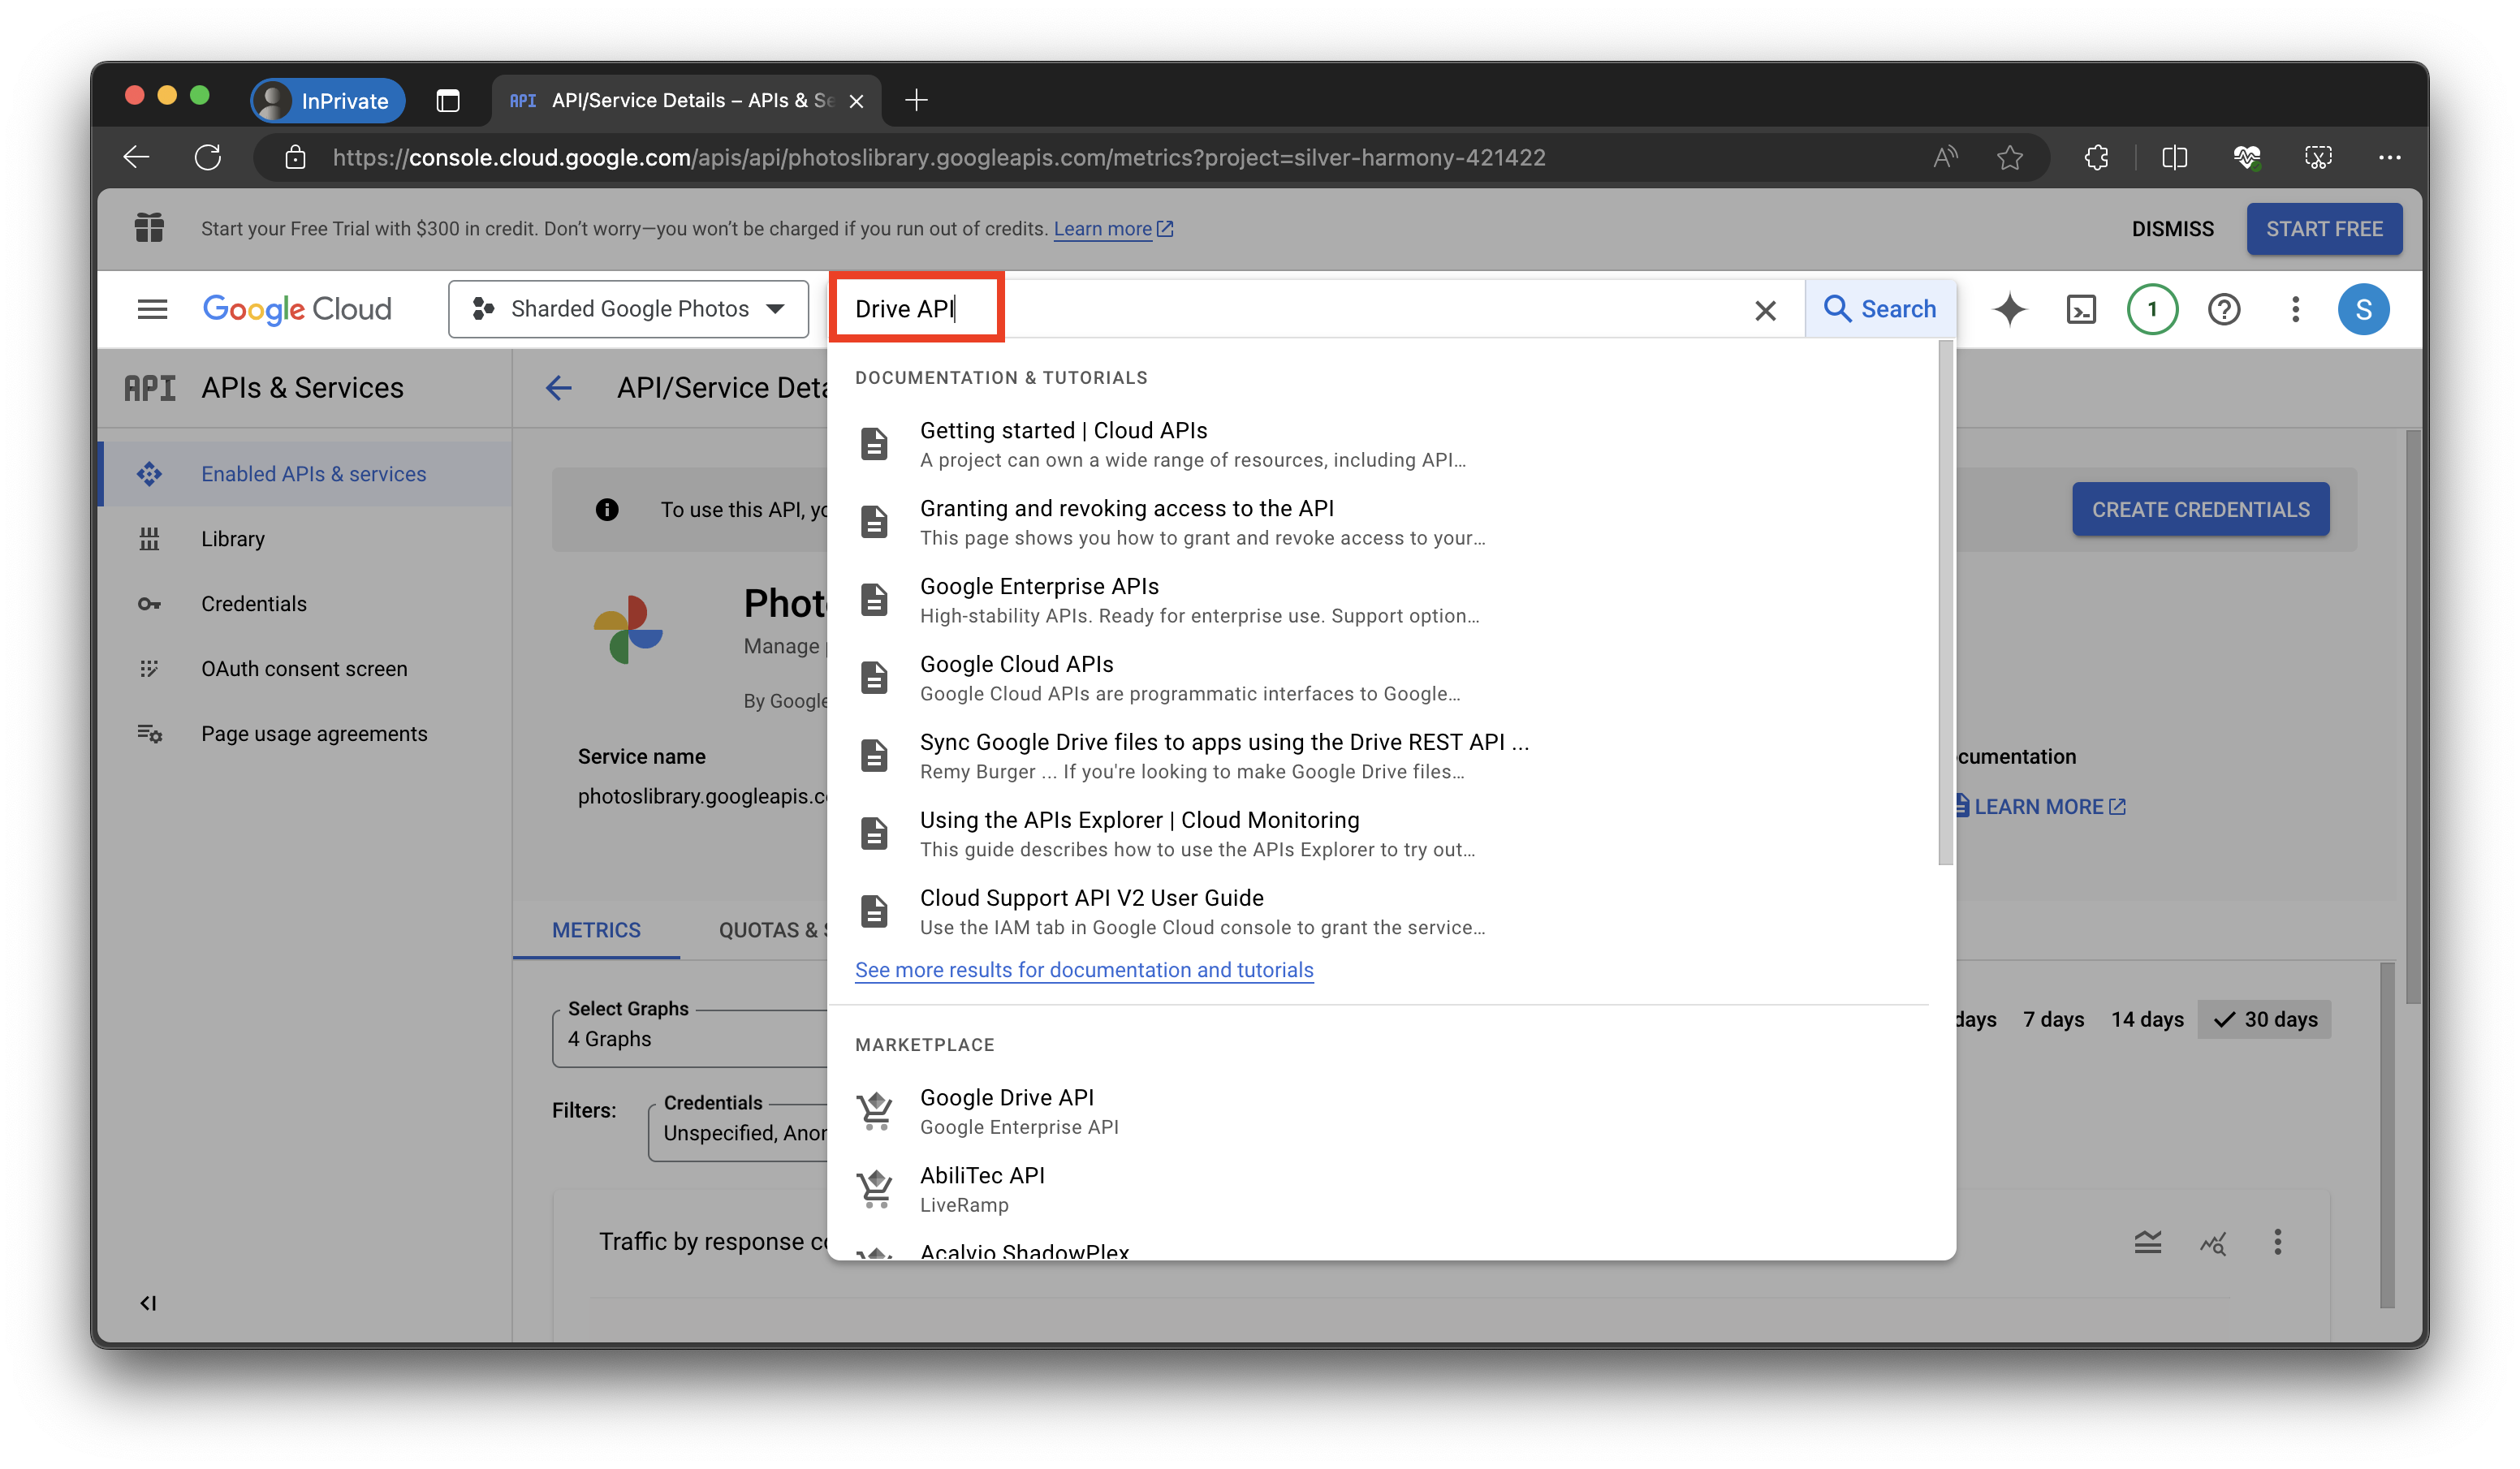 InPrivate
API API/Service Details – APIs & Se
https://console.cloud.google.com/apis/api/photoslibrary.googleapis.com/metrics?project=silver-harmony-421422
Start your Free Trial with $300 in credit. Don’t worry—you won’t be charged if you run out of credits. Learn more
DISMISS
START FREE
Google Cloud
Sharded Google Photos
Drive API
Search
1
S
API APIs & Services
API/Service Deta
Enabled APIs & services
Library
Credentials
OAuth consent screen
Page usage agreements
To use this API, yo
CREATE CREDENTIALS
Phot
Manage p
By Google
Service name
photoslibrary.googleapis.co
cumentation
LEARN MORE
METRICS
QUOTAS & S
Select Graphs
4 Graphs
days
7 days
14 days
30 days
Filters:
Credentials
Unspecified, Anon
Traffic by response co
DOCUMENTATION & TUTORIALS
Getting started | Cloud APIs
A project can own a wide range of resources, including API…
Granting and revoking access to the API
This page shows you how to grant and revoke access to your…
Google Enterprise APIs
High-stability APIs. Ready for enterprise use. Support option…
Google Cloud APIs
Google Cloud APIs are programmatic interfaces to Google…
Sync Google Drive files to apps using the Drive REST API ...
Remy Burger ... If you're looking to make Google Drive files…
Using the APIs Explorer | Cloud Monitoring
This guide describes how to use the APIs Explorer to try out…
Cloud Support API V2 User Guide
Use the IAM tab in Google Cloud console to grant the service…
See more results for documentation and tutorials
MARKETPLACE
Google Drive API
Google Enterprise API
AbiliTec API
LiveRamp
Acalvio ShadowPlex